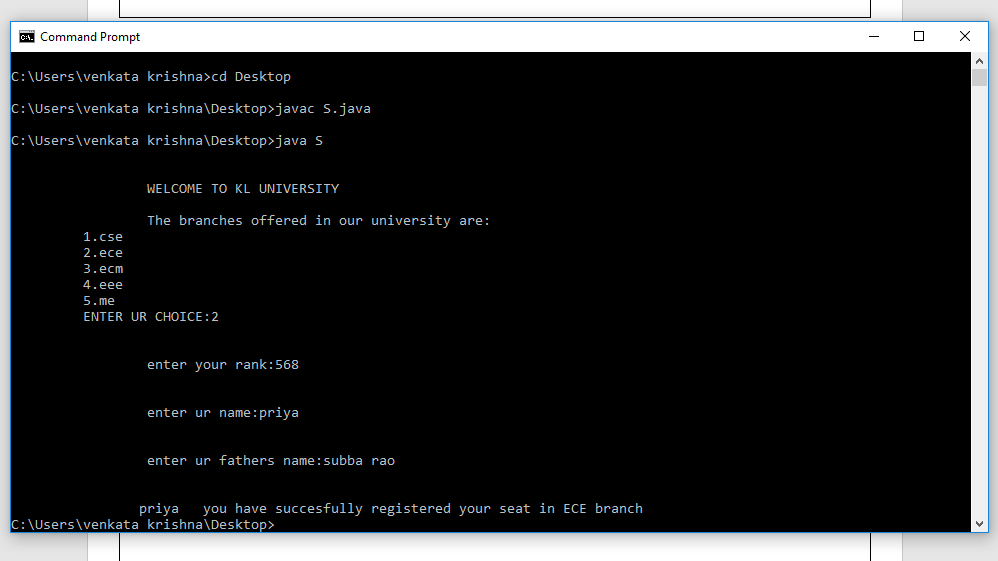 Command Prompt
C:\Users\venkata krishna>cd Desktop
C:\Users\venkata krishna\Desktop>javac S.java
C:\Users\venkata krishna\Desktop>java S
WELCOME TO KL UNIVERSITY
The branches offered in our university are:
1.cse
2.ece
3.ecm
4.eee
5.me
ENTER UR CHOICE:2
enter your rank:568
enter ur name:priya
enter ur fathers name:subba rao
priya   you have succesfully registered your seat in ECE branch
C:\Users\venkata krishna\Desktop>